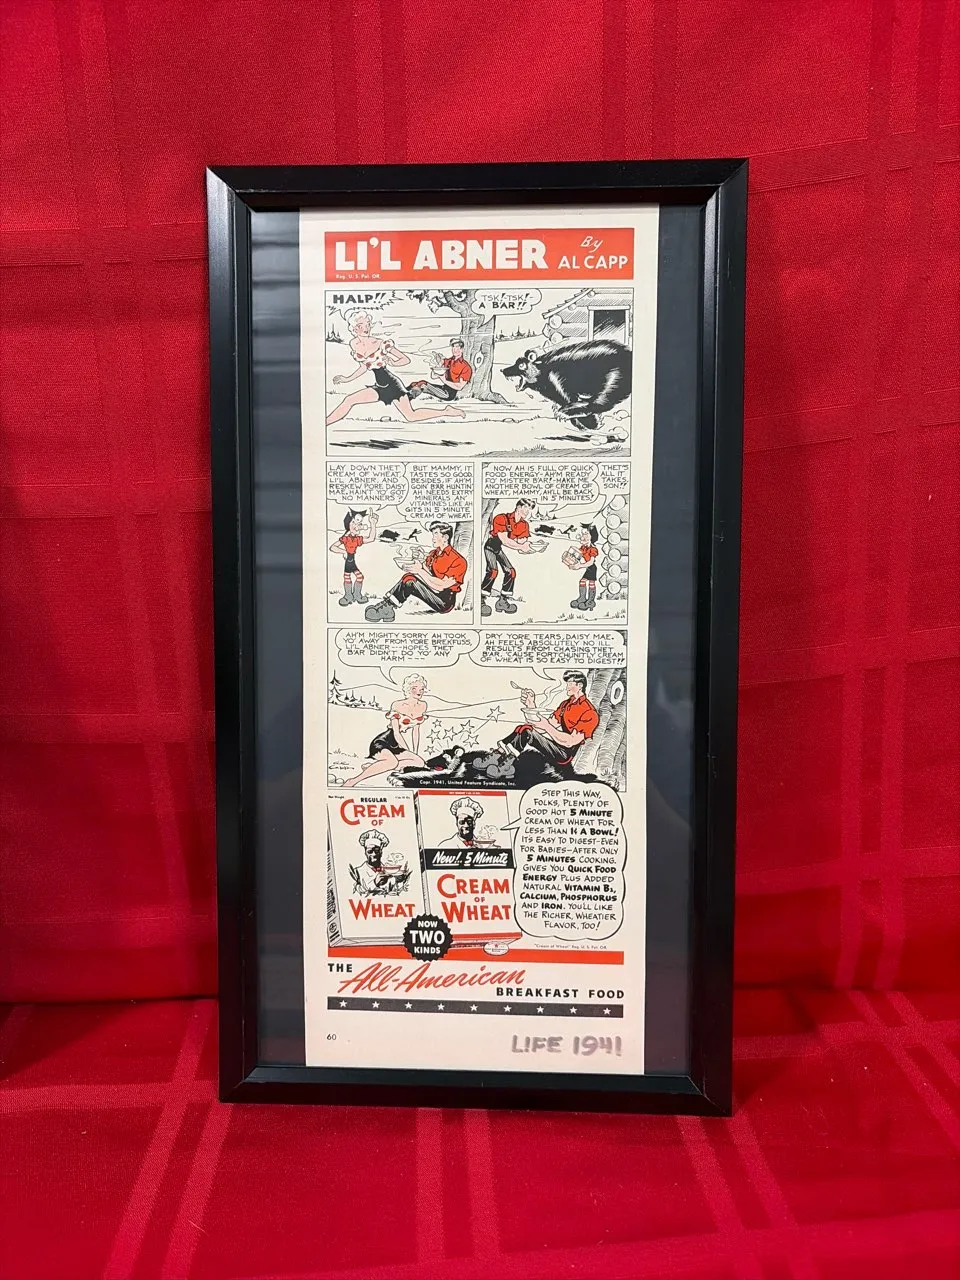 LI'L ABNER
By
AL CAPP
Reg. U. S. Pat. Off.
HALP!!
TSK!-TSK!-
A B'AR!!
LAY DOWN THET
CREAM OF WHEAT,
LI'L ABNER, AND
RESKEW PORE DAISY
MAE. HAIN'T YO' GOT
NO MANNERS?
BUT MAMMY, IT
TASTES SO GOOD.
BESIDES, IF AH'M
GOIN' BAR HUNTIN'
AH NEEDS EXTRY
MINERALS AN'
VITAMINES LIKE AH
GITS IN 5 MINUTE
CREAM OF WHEAT.
NOW AH IS FULL OF QUICK
FOOD ENERGY-AH'M READY
FO' MISTER BAR!-MAKE ME
ANOTHER BOWL OF CREAM OF
WHEAT, MAMMY, AH'LL BE BACK
IN 5 MINUTES!
THET'S
ALL IT
TAKES,
SON!!
AH'M MIGHTY SORRY AH TOOK
YO' AWAY FROM YORE BREKFUSS,
LI'L ABNER---HOPES THET
B'AR DIDN'T DO YO' ANY
HARM---
DRY YORE TEARS, DAISY MAE.
AH FEELS ABSOLUTELY NO ILL
RESULTS FROM CHASING THET
B'AR, 'CAUSE FORTCHUNTLY CREAM
OF WHEAT IS SO EASY TO DIGEST!!
Copr. 1941, United Feature Syndicate, Inc.
REGULAR
CREAM
OF
WHEAT
New! 5 Minute
CREAM
OF
WHEAT
NOW
TWO
KINDS
STEP THIS WAY,
FOLKS, PLENTY OF
GOOD HOT 5 MINUTE
CREAM OF WHEAT FOR
LESS THAN 1¢ A BOWL!
IT'S EASY TO DIGEST-EVEN
FOR BABIES-AFTER ONLY
5 MINUTES COOKING.
GIVES YOU QUICK FOOD
ENERGY PLUS ADDED
NATURAL VITAMIN B1,
CALCIUM, PHOSPHORUS
AND IRON. YOU'LL LIKE
THE RICHER, WHEATIER
FLAVOR, TOO!
"Cream of Wheat" Reg. U. S. Pat. Off.
THE All-American
BREAKFAST FOOD
60
LIFE 1941